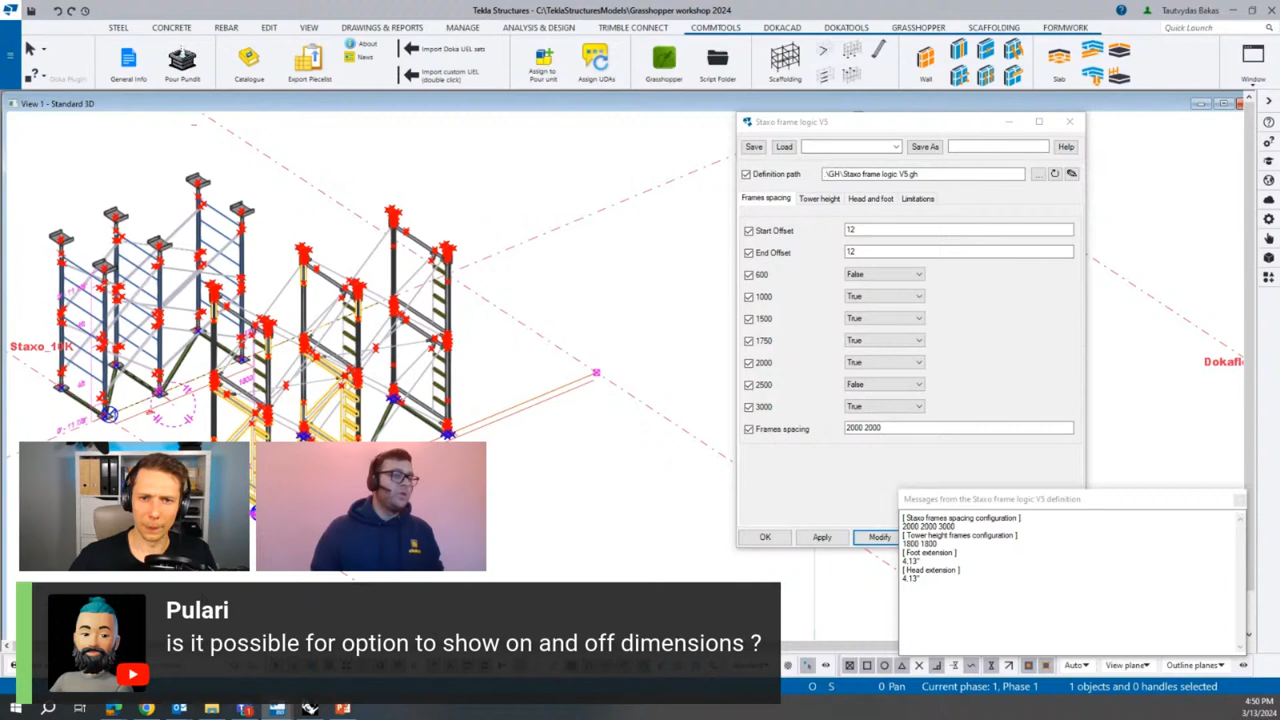 Tekla Structures - C:\TeklaStructuresModels\Grasshopper workshop 2024
Tautvydas Bakas
STEEL CONCRETE REBAR EDIT VIEW DRAWINGS & REPORTS MANAGE ANALYSIS & DESIGN TRIMBLE CONNECT COMMTOOLS DOKACAD DOKATOOLS GRASSHOPPER SCAFFOLDING FORMWORK Quick Launch
Doka Plugin
General Info
Pour Pundit
Catalogue
Export Piecelist
About
News
Import Doka UEL sets
Import custom UEL
(double click)
Assign to
Pour unit
Assign UDAs
Grasshopper
Script Folder
Scaffolding
Wall
Slab
Window
View 1 - Standard 3D
Staxo frame logic V5
Save Load Save As Help
Definition path .\GH\Staxo frame logic V5.gh ...
Frames spacing Tower height Head and foot Limitations
Start Offset 12
End Offset 12
600 False
1000 True
1500 True
1750 True
2000 True
2500 False
3000 True
Frames spacing 2000 2000
OK Apply Modify
Messages from the Staxo frame logic V5 definition
[ Staxo frames spacing configuration ]
2000 2000 3000
[ Tower height frames configuration ]
1800 1800
[ Foot extension ]
4.13"
[ Head extension ]
4.13"
Pulari
is it possible for option to show on and off dimensions ?
Auto View plane Outline planes
O S 0 Pan Current phase: 1, Phase 1 1 objects and 0 handles selected
4:50 PM
3/13/2024